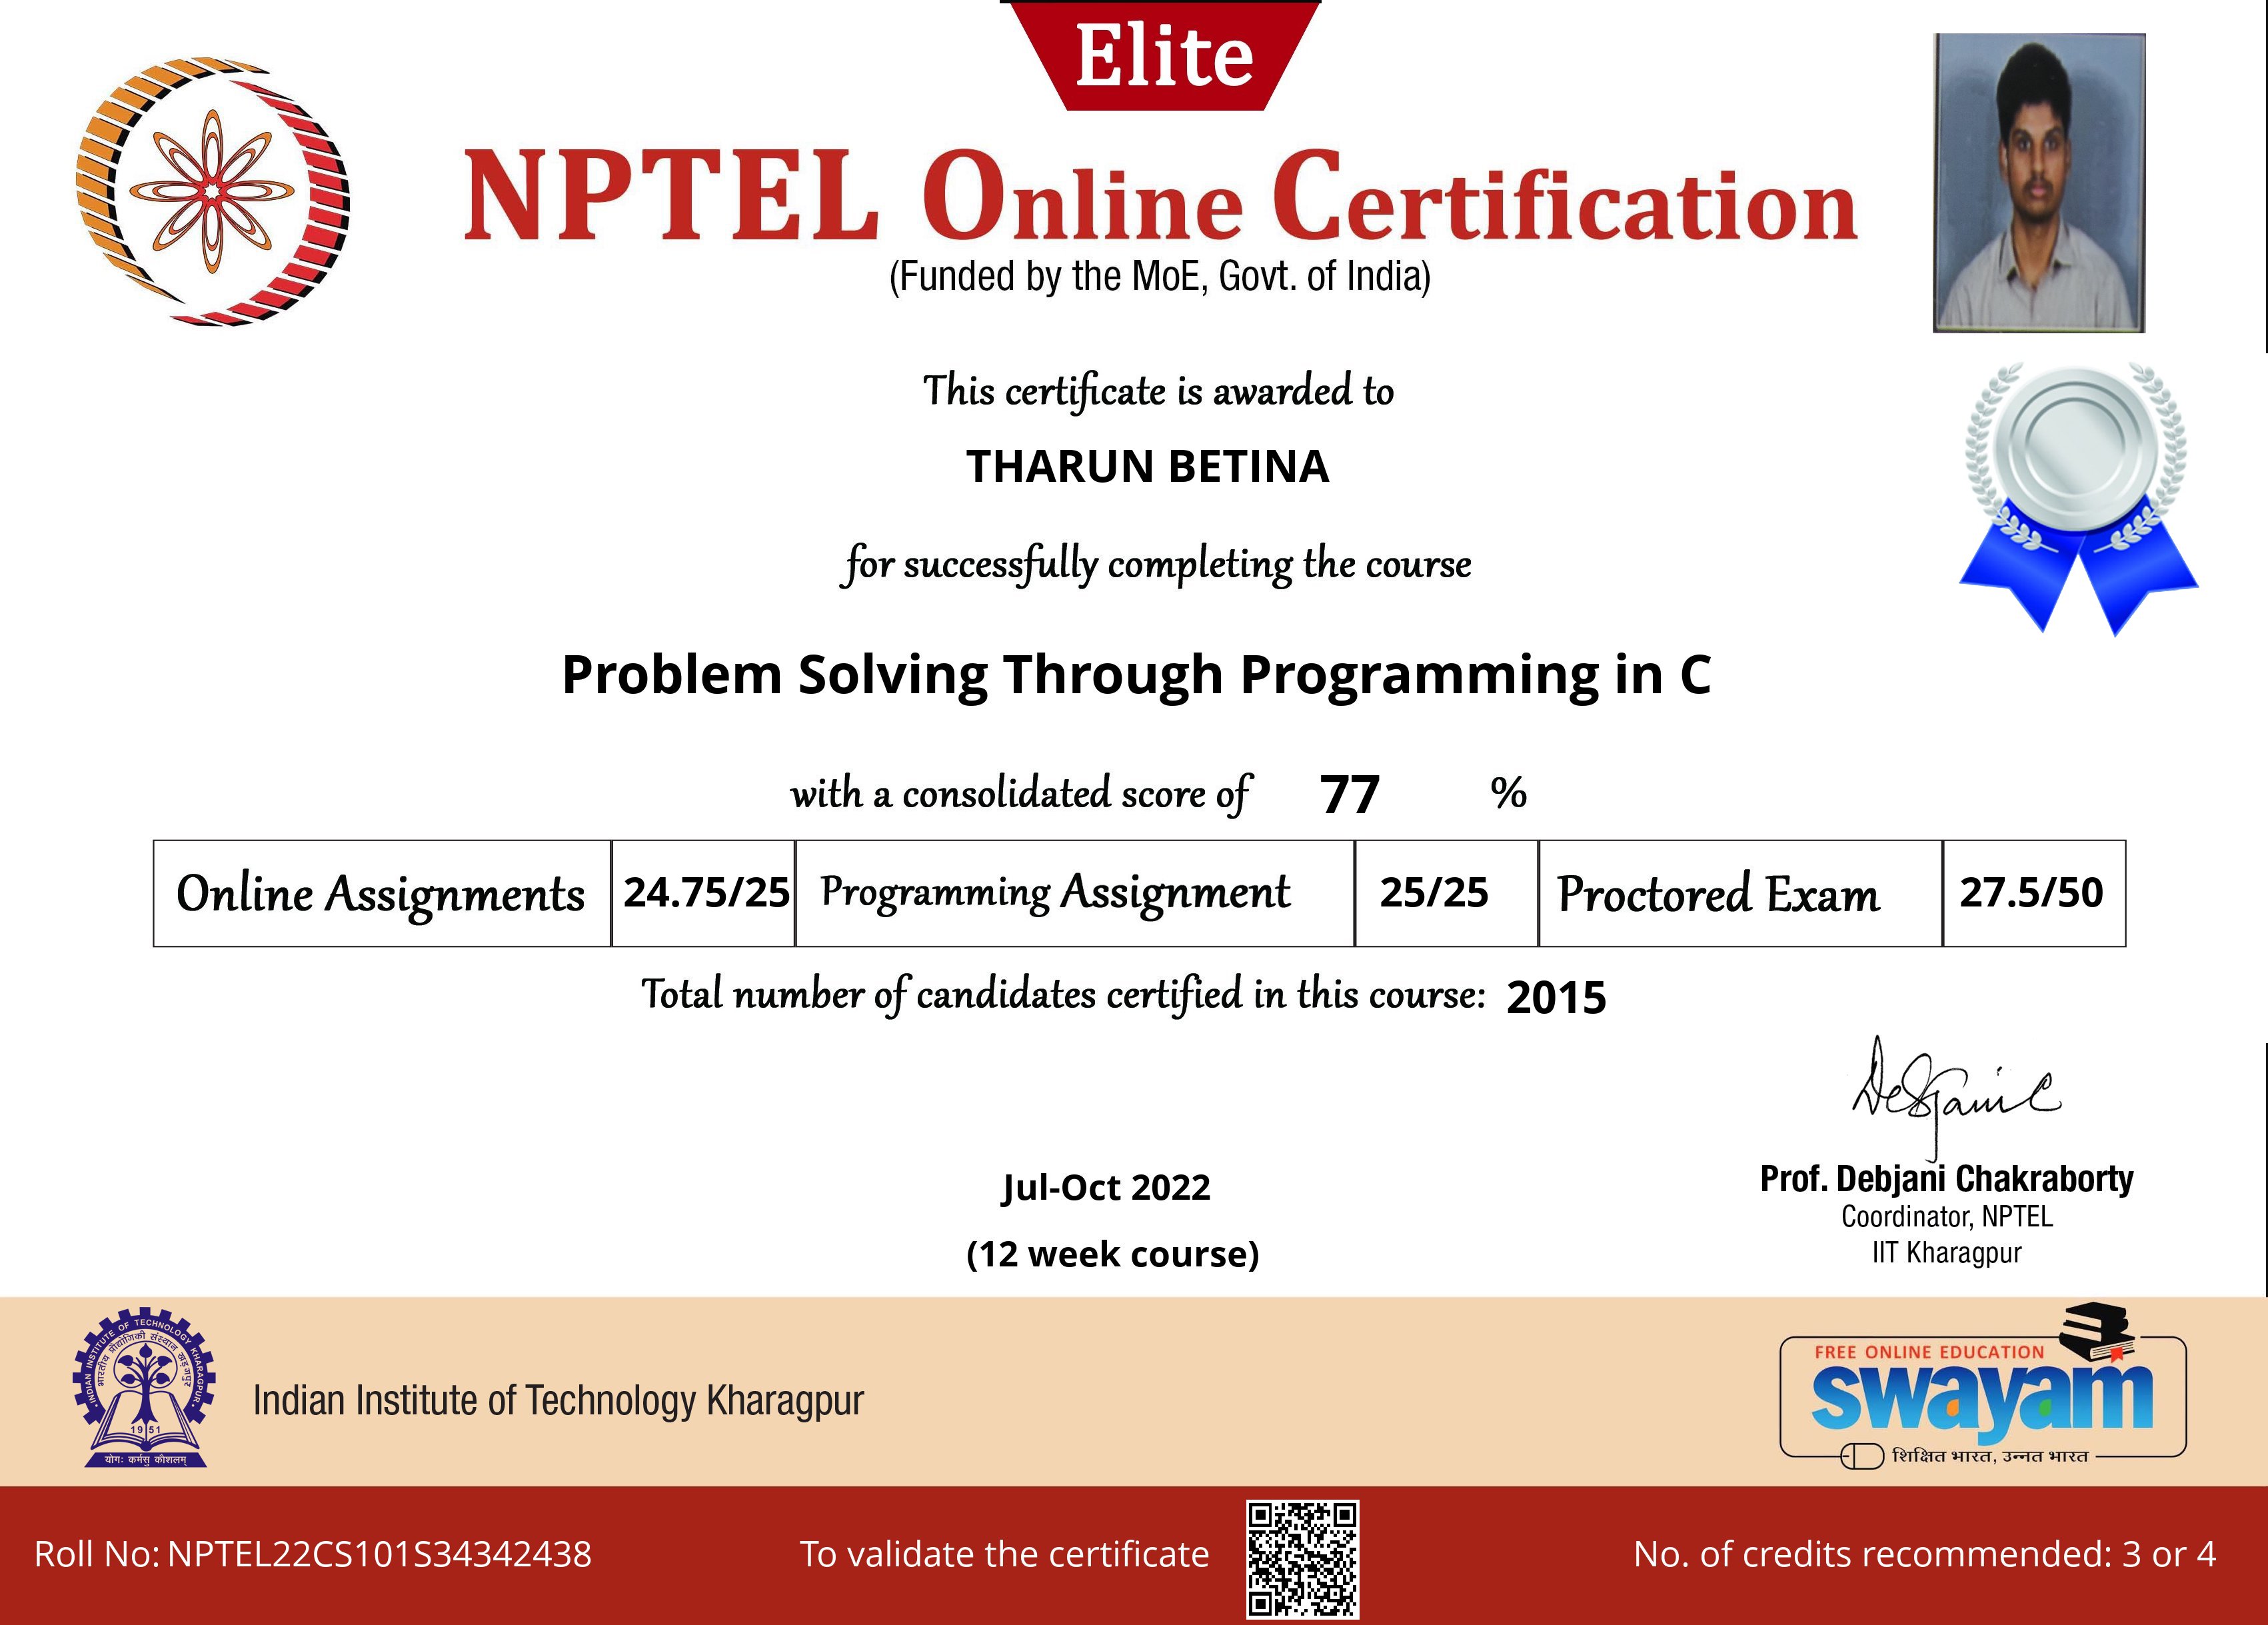 Elite
NPTEL Online Certification
(Funded by the MoE, Govt. of India)
This certificate is awarded to
THARUN BETINA
for successfully completing the course
Problem Solving Through Programming in C
with a consolidated score of 77 %
Online Assignments 24.75/25 Programming Assignment 25/25 Proctored Exam 27.5/50
Total number of candidates certified in this course: 2015
Jul-Oct 2022
(12 week course)
Prof. Debjani Chakraborty
Coordinator, NPTEL
IIT Kharagpur
INDIAN INSTITUTE OF TECHNOLOGY KHARAGPUR
भारतीय प्रौद्योगिकी संस्थान खड़गपुर
1951
योगः कर्मसु कौशलम्
Indian Institute of Technology Kharagpur
FREE ONLINE EDUCATION
swayam
शिक्षित भारत, उन्नत भारत
Roll No: NPTEL22CS101S34342438
To validate the certificate
No. of credits recommended: 3 or 4